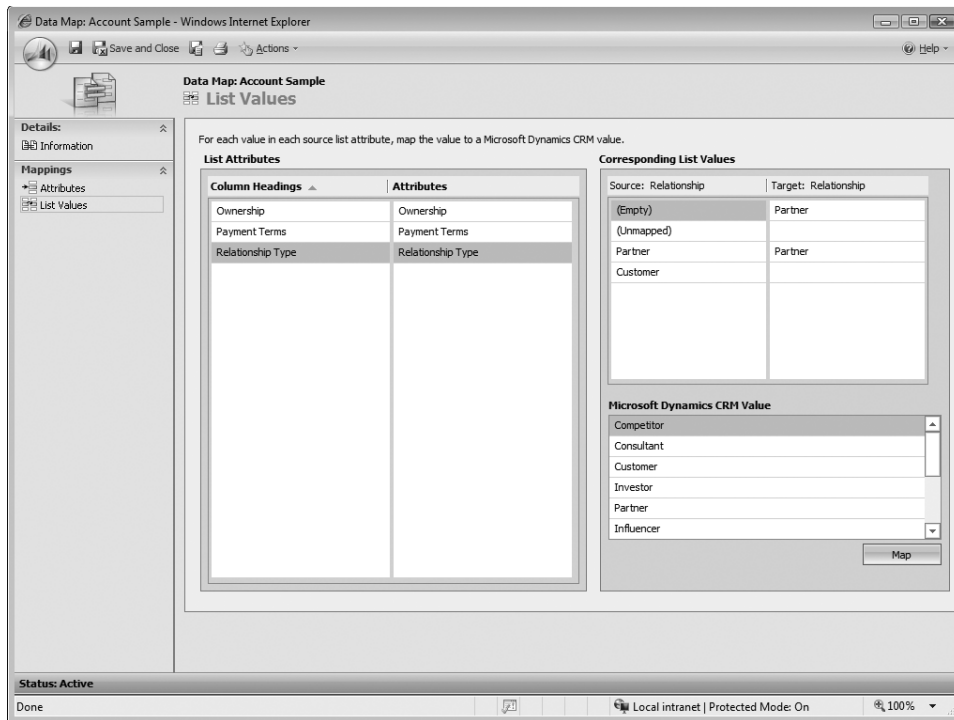 Data Map: Account Sample - Windows Internet Explorer
Save and Close Actions Help
Data Map: Account Sample
List Values
Details:
Information
Mappings
Attributes
List Values
For each value in each source list attribute, map the value to a Microsoft Dynamics CRM value.
List Attributes
Column Headings Attributes
Ownership Ownership
Payment Terms Payment Terms
Relationship Type Relationship Type
Corresponding List Values
Source: Relationship Target: Relationship
(Empty) Partner
(Unmapped)
Partner Partner
Customer
Microsoft Dynamics CRM Value
Competitor
Consultant
Customer
Investor
Partner
Influencer
Map
Status: Active
Done Local intranet | Protected Mode: On 100%